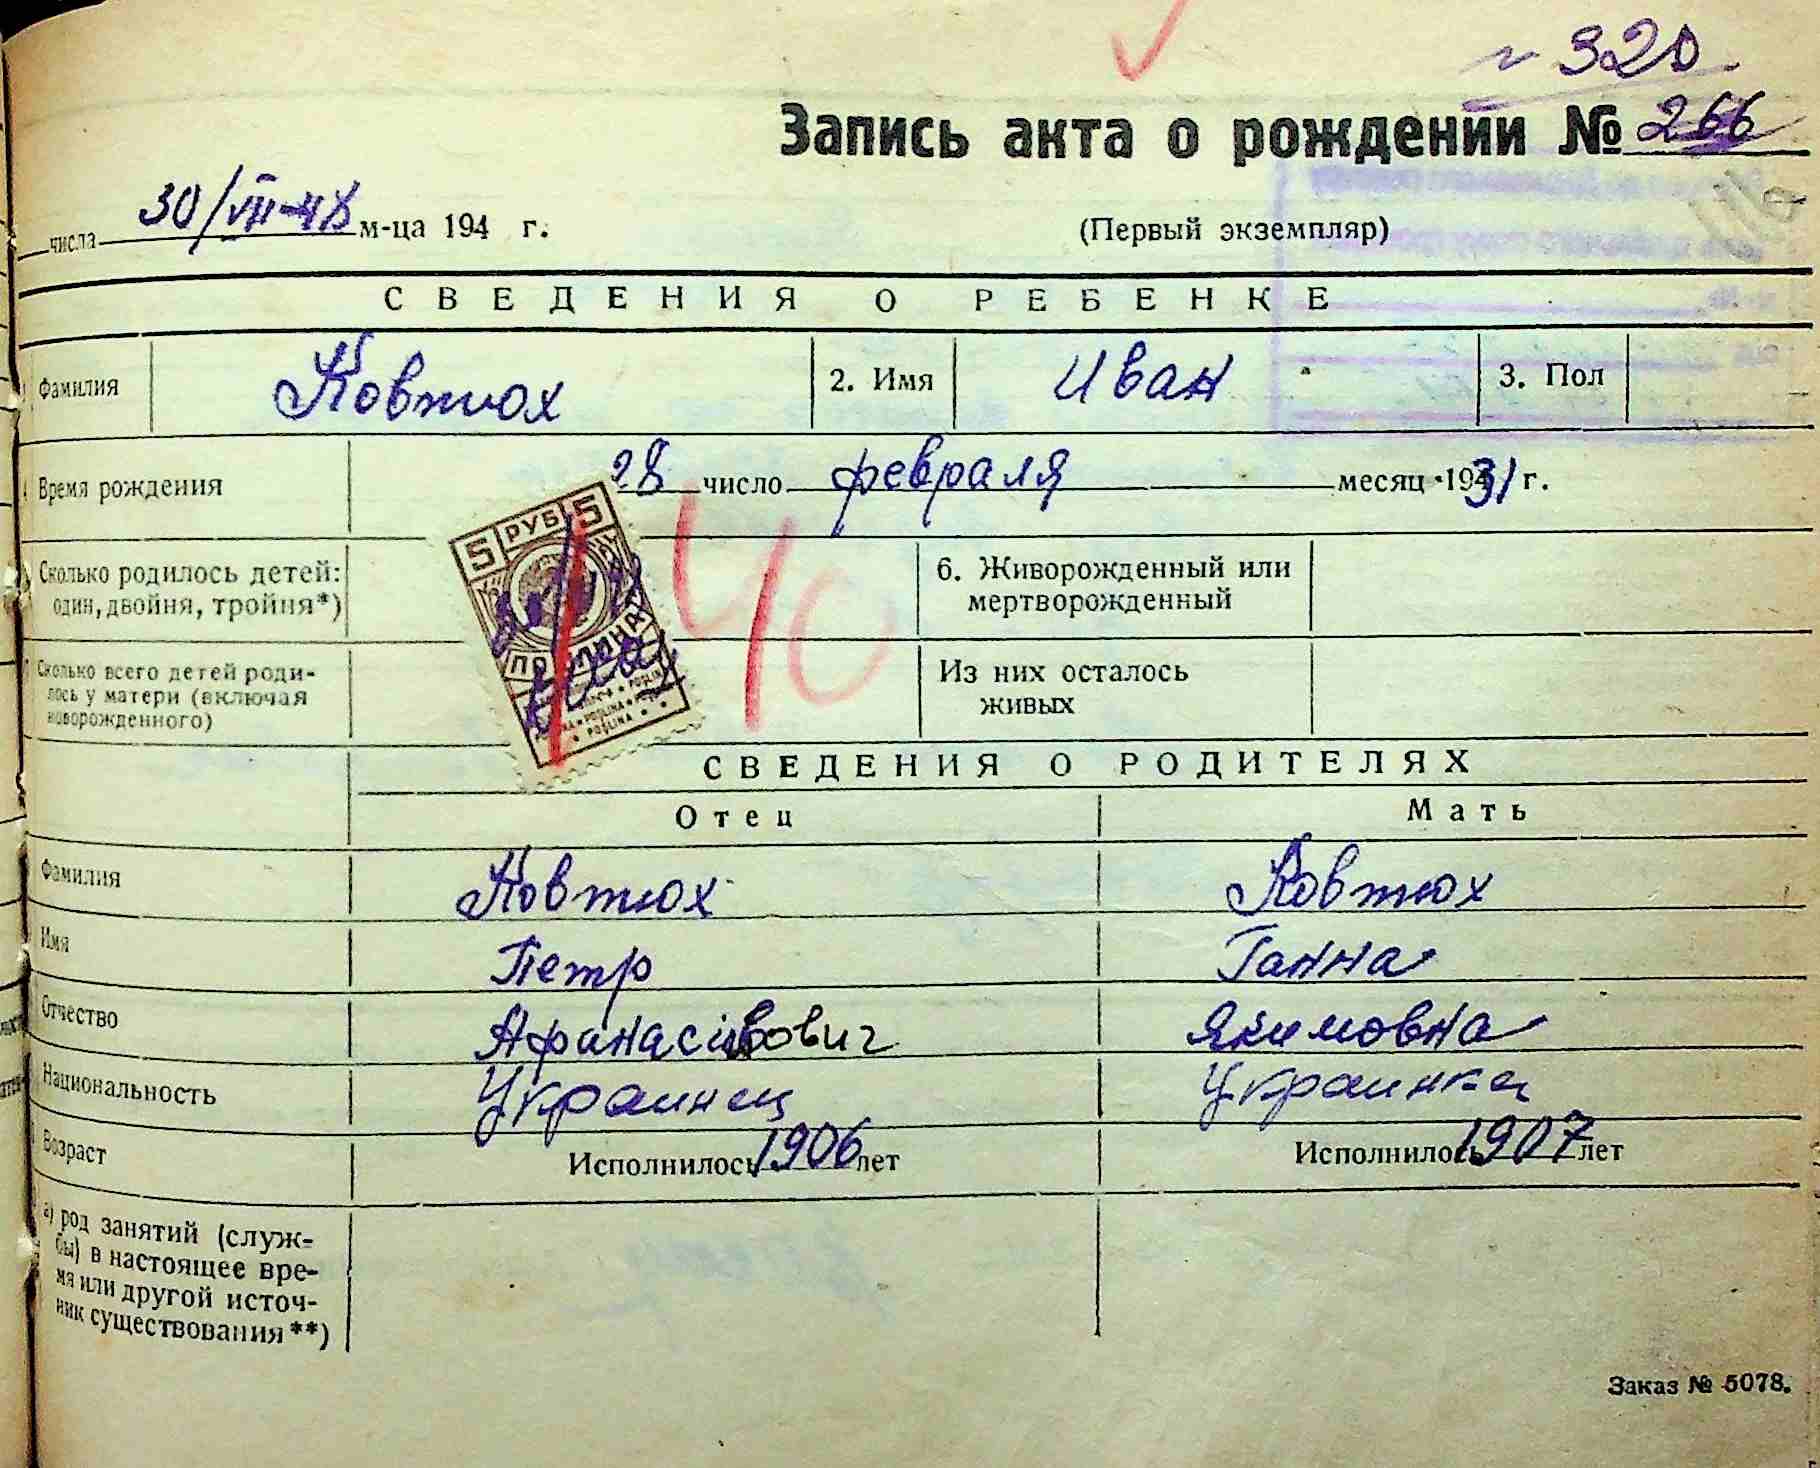 № 320
Запись акта о рождении № 266
числа 30/VII-48 м-ца 194 г. (Первый экземпляр)
СВЕДЕНИЯ О РЕБЕНКЕ
Фамилия Ковтюх 2. Имя Иван 3. Пол
Время рождения 28 число февраля месяц 1931 г.
Сколько родилось детей: один, двойня, тройня*)
6. Живорожденный или мертворожденный
5 РУБ 5
40
Сколько всего детей родилось у матери (включая новорожденного)
Из них осталось живых
СВЕДЕНИЯ О РОДИТЕЛЯХ
Отец Мать
Фамилия Ковтюх Ковтюх
Имя Петр Ганна
Отчество Афанасівович Якимовна
Национальность Украинец Украинка
Возраст Исполнилось 1906 лет Исполнилось 1907 лет
а) род занятий (службы) в настоящее время или другой источник существования**)
Заказ № 5078.